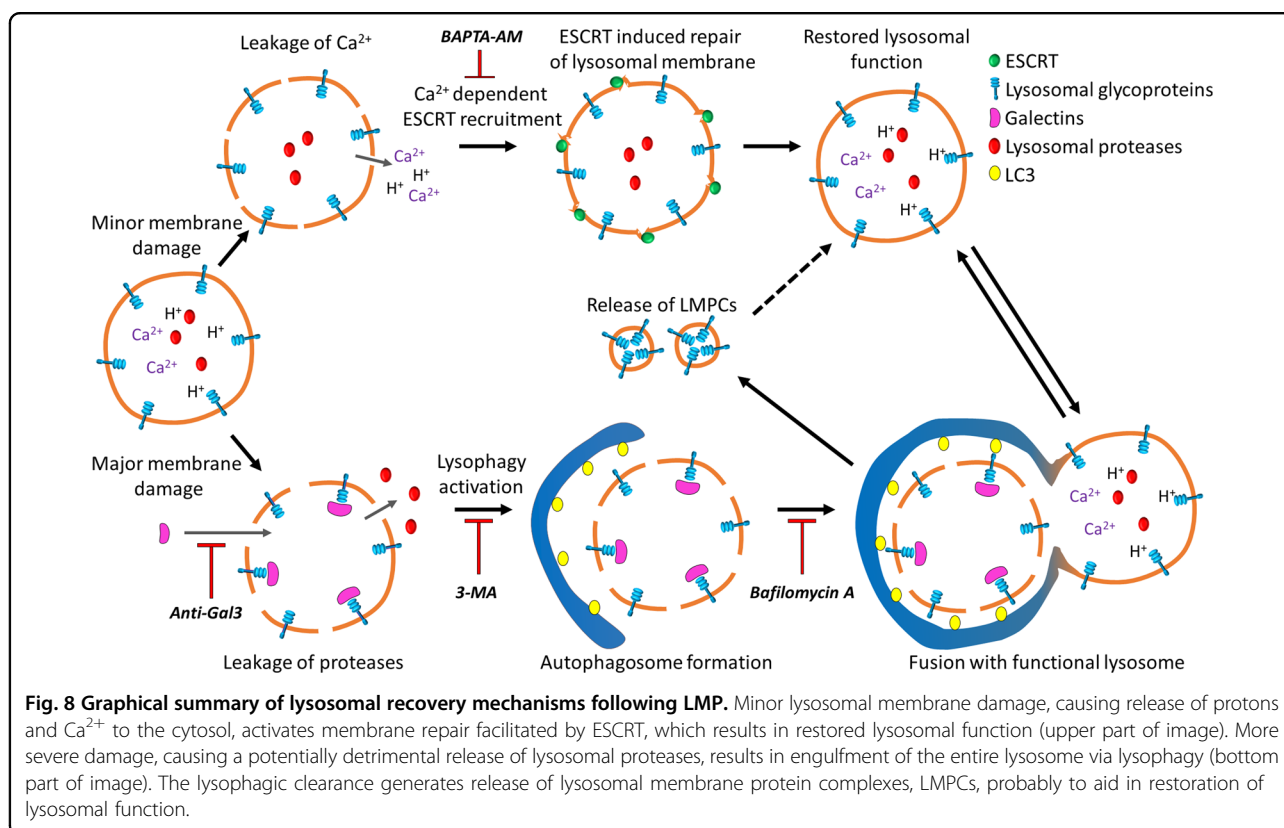 Leakage of Ca²⁺
BAPTA-AM
Ca²⁺ dependent
ESCRT recruitment
ESCRT induced repair
of lysosomal membrane
Restored lysosomal
function
ESCRT
Lysosomal glycoproteins
Galectins
Lysosomal proteases
LC3
Ca²⁺
H⁺
H⁺
Ca²⁺
H⁺
Ca²⁺
H⁺
Ca²⁺
H⁺
Minor membrane
damage
H⁺
Ca²⁺
H⁺
Ca²⁺
H⁺
Release of LMPCs
Major membrane
damage
Anti-Gal3
Leakage of proteases
Lysophagy
activation
3-MA
Autophagosome formation
Bafilomycin A
H⁺
Ca²⁺
H⁺
Ca²⁺
H⁺
Fusion with functional lysosome
Fig. 8 Graphical summary of lysosomal recovery mechanisms following LMP. Minor lysosomal membrane damage, causing release of protons
and Ca²⁺ to the cytosol, activates membrane repair facilitated by ESCRT, which results in restored lysosomal function (upper part of image). More
severe damage, causing a potentially detrimental release of lysosomal proteases, results in engulfment of the entire lysosome via lysophagy (bottom
part of image). The lysophagic clearance generates release of lysosomal membrane protein complexes, LMPCs, probably to aid in restoration of
lysosomal function.